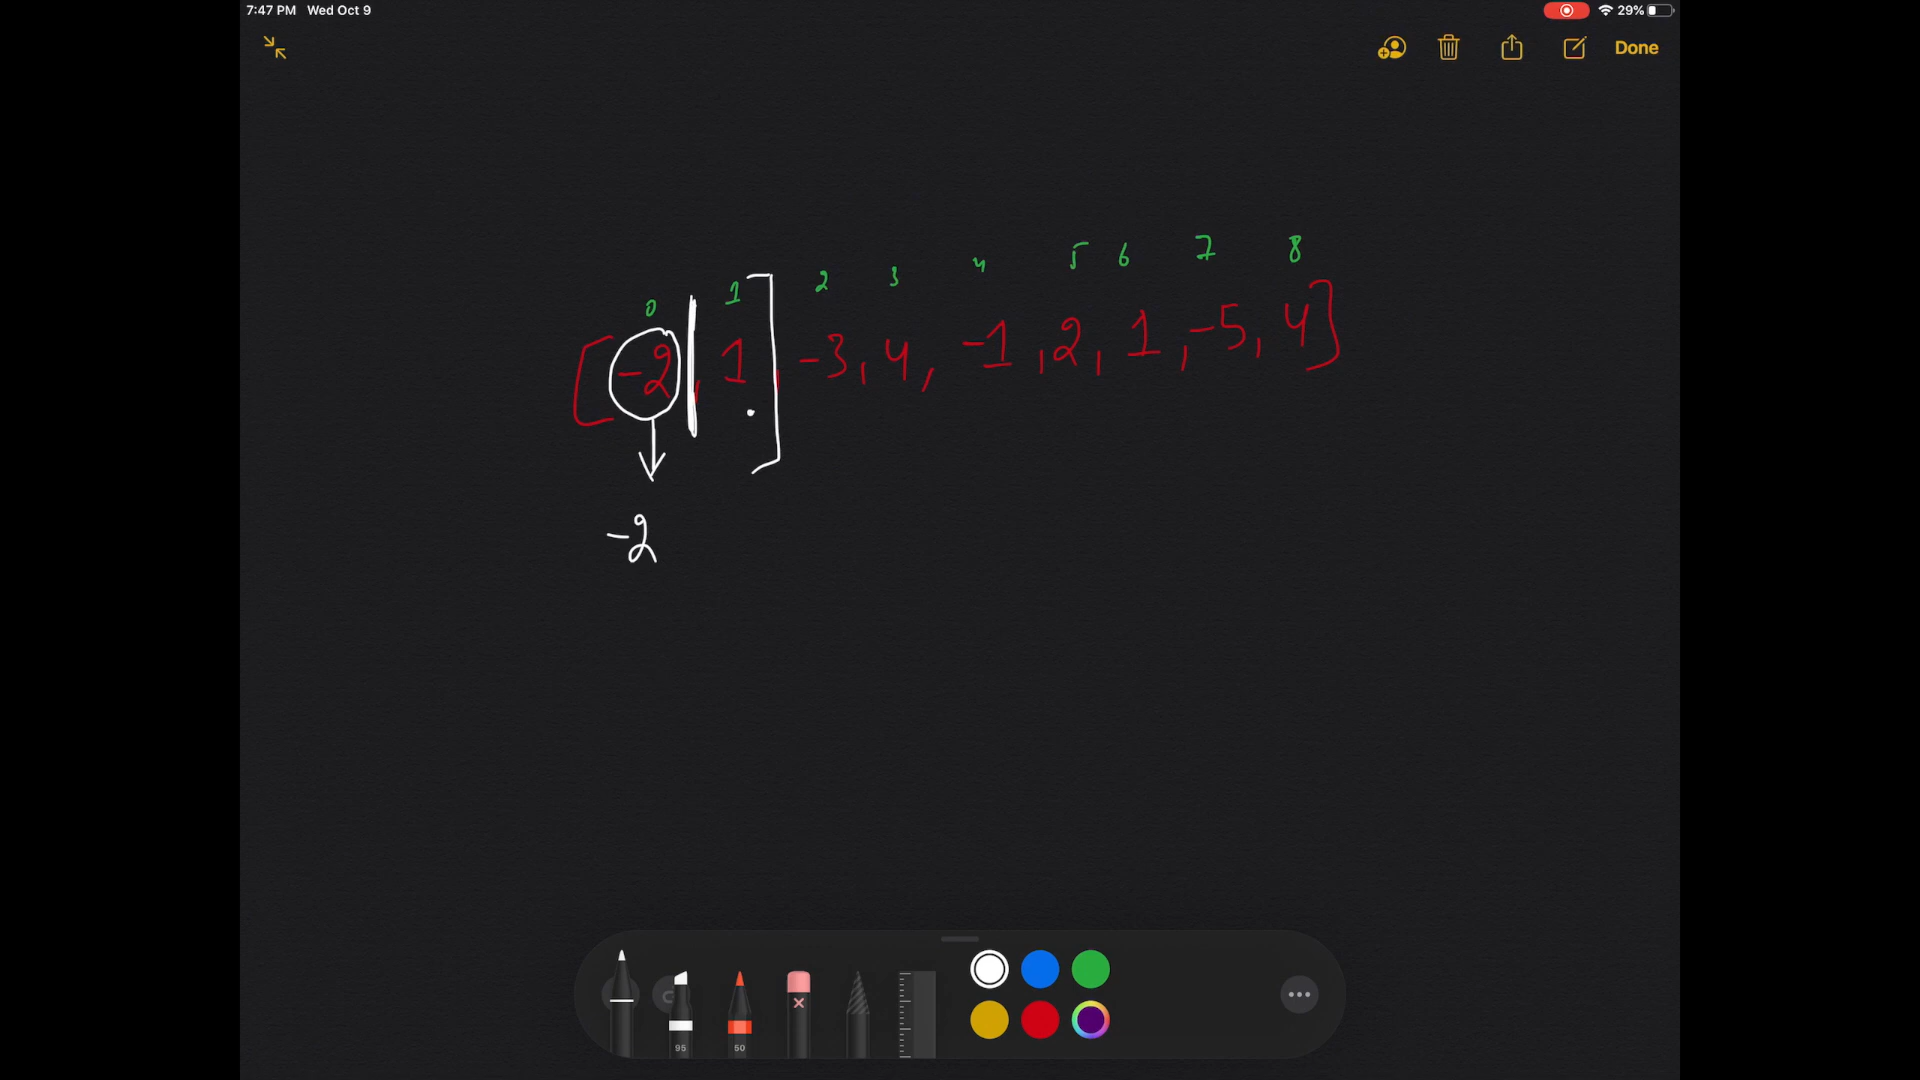 7:47 PM Wed Oct 9 29%
Done
0 1 2 3 4 5 6 7 8
[-2, 1, -3, 4, -1, 2, 1, -5, 4]
-2
95 50